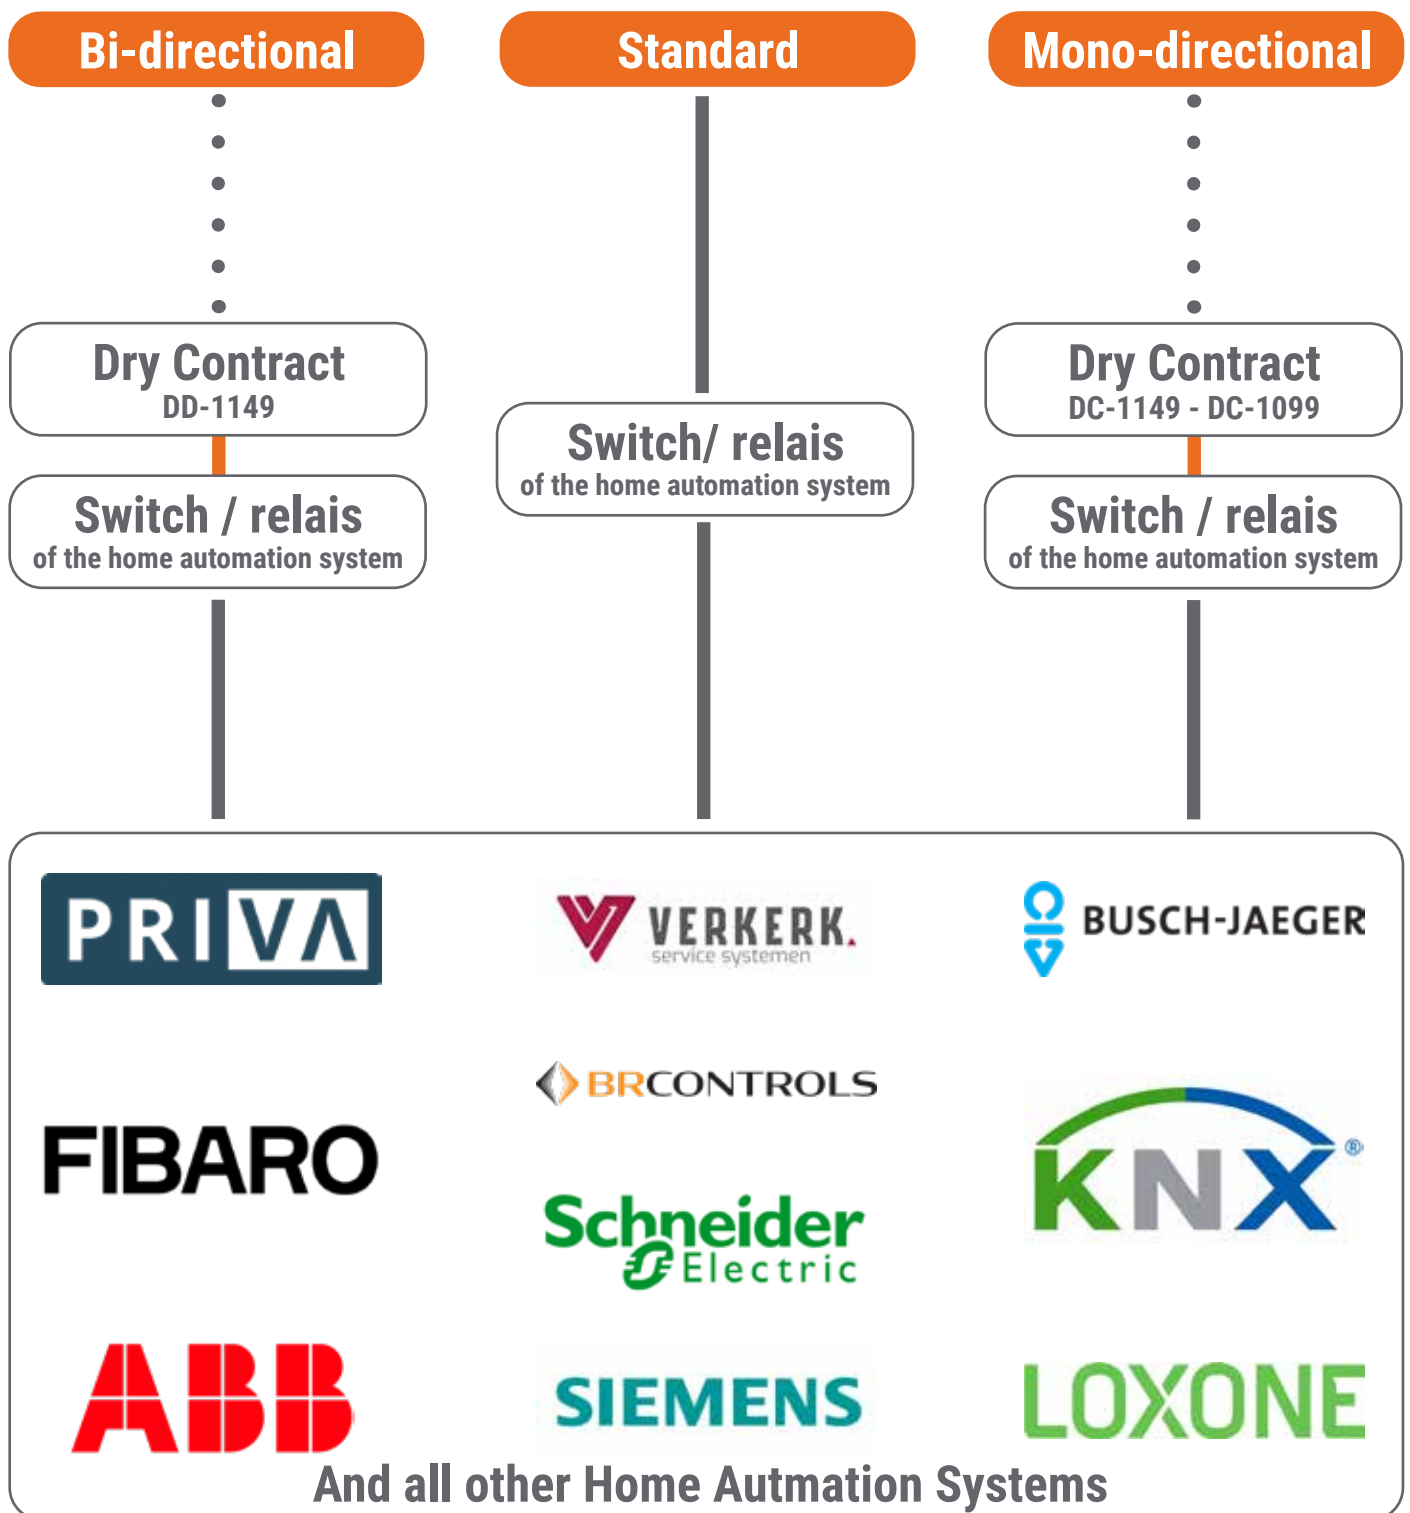 Bi-directional
Standard
Mono-directional
Dry Contract
DD-1149
Switch / relais
of the home automation system
Switch/ relais
of the home automation system
Dry Contract
DC-1149 - DC-1099
Switch / relais
of the home automation system
PRIVA
VERKERK.
service systemen
BUSCH-JAEGER
BRCONTROLS
FIBARO
KNX®
Schneider
Electric
ABB
SIEMENS
LOXONE
And all other Home Autmation Systems